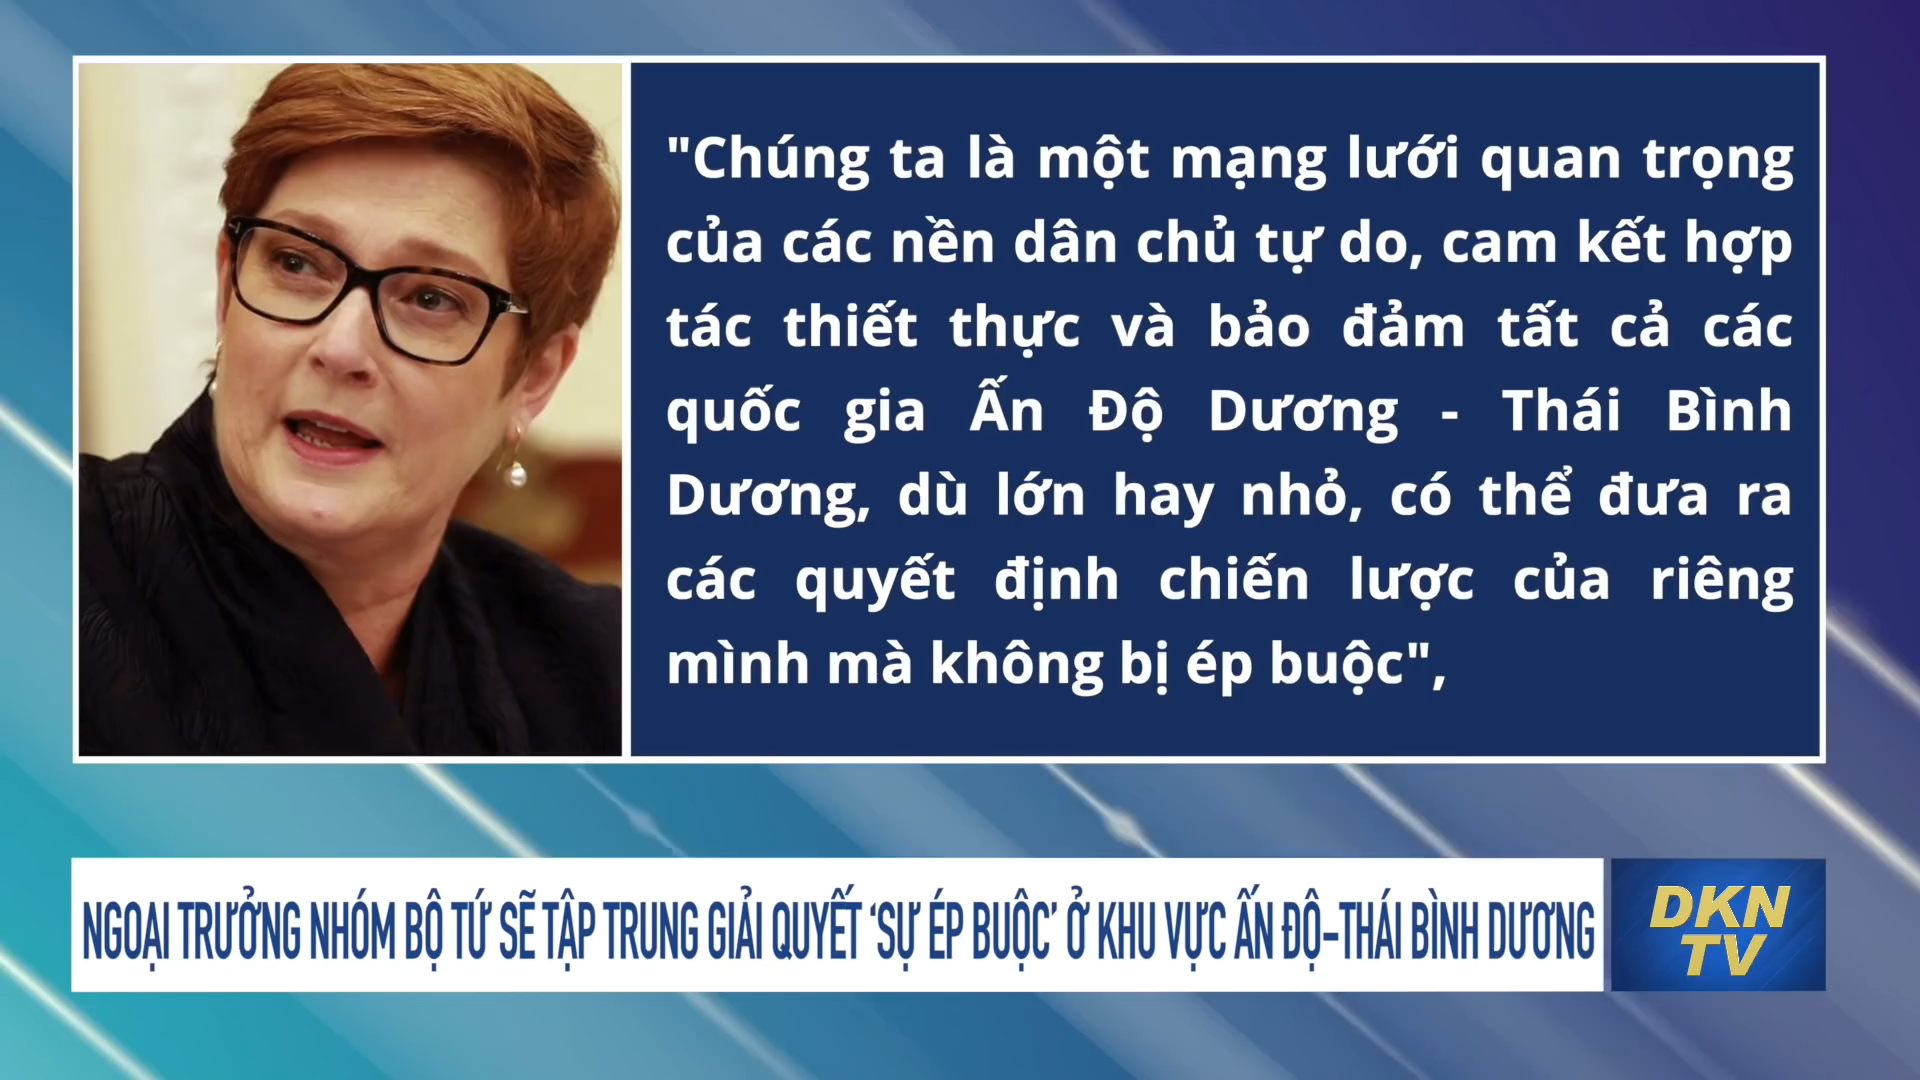 "Chúng ta là một mạng lưới quan trọng
của các nền dân chủ tự do, cam kết hợp
tác thiết thực và bảo đảm tất cả các
quốc gia Ấn Độ Dương - Thái Bình
Dương, dù lớn hay nhỏ, có thể đưa ra
các quyết định chiến lược của riêng
mình mà không bị ép buộc",
NGOẠI TRƯỞNG NHÓM BỘ TỨ SẼ TẬP TRUNG GIẢI QUYẾT ‘SỰ ÉP BUỘC’ Ở KHU VỰC ẤN ĐỘ–THÁI BÌNH DƯƠNG
DKN
TV